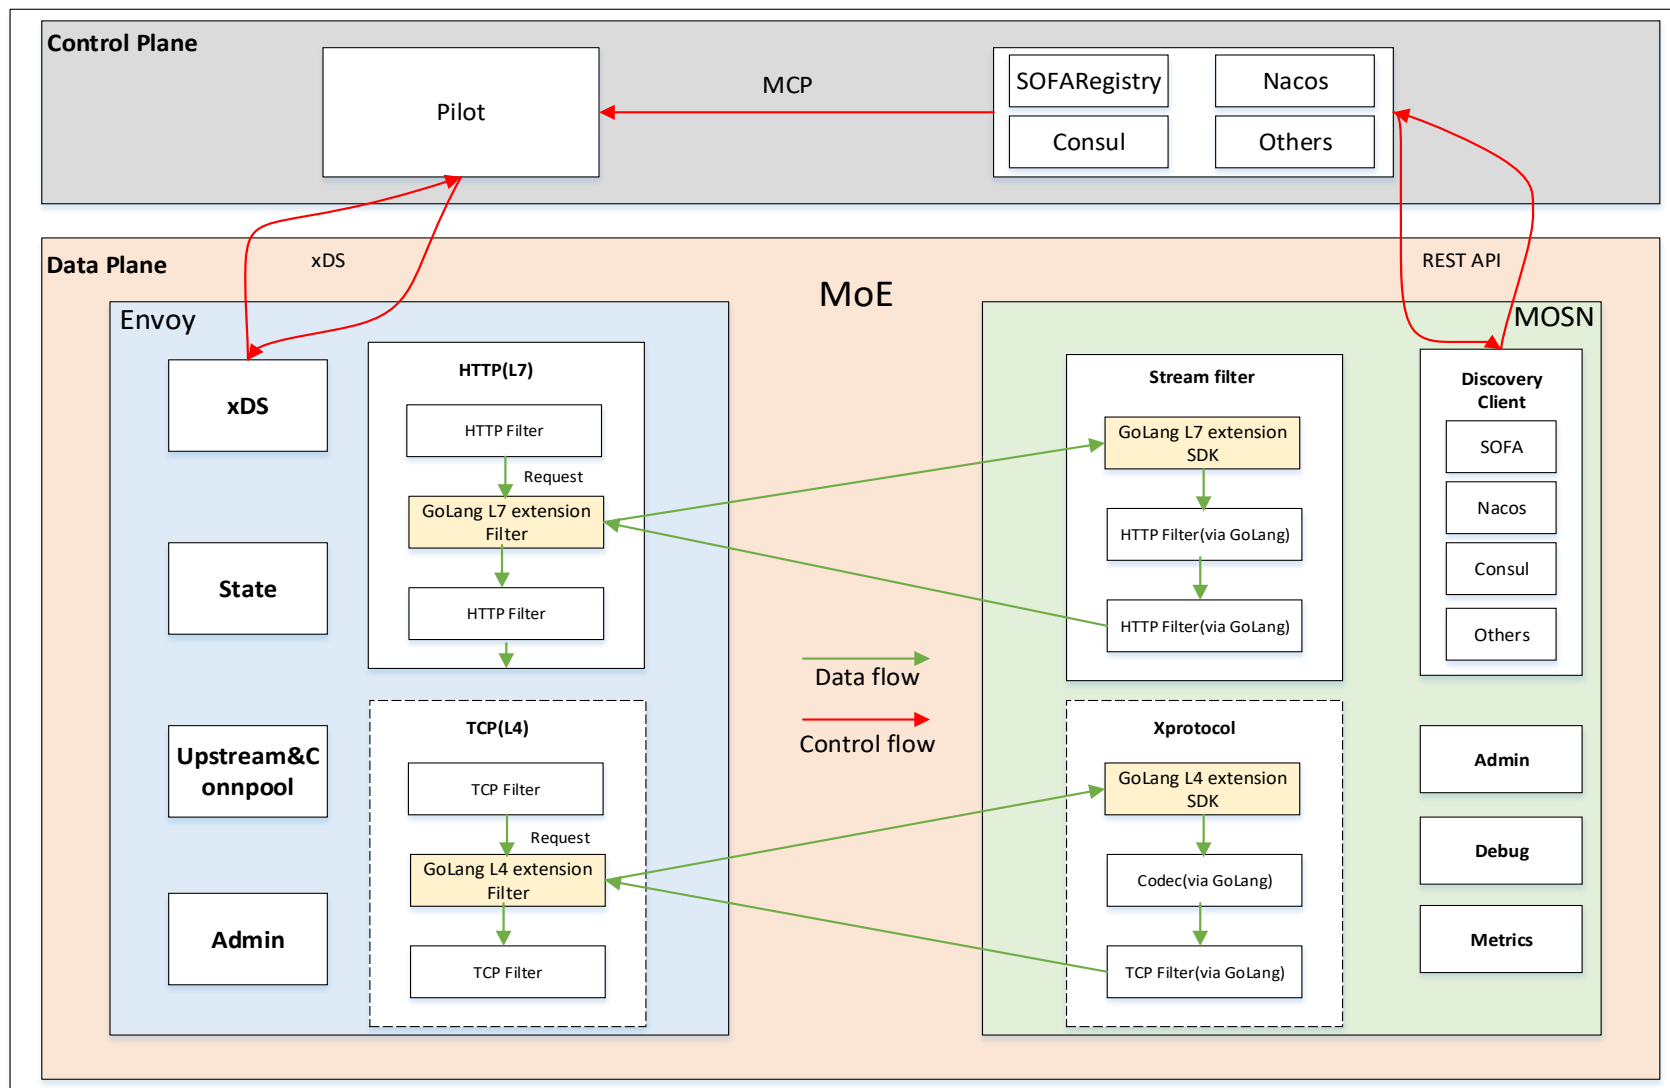 Control Plane
Pilot
MCP
SOFARegistry
Nacos
Consul
Others
Data Plane
xDS
MoE
REST API
Envoy
xDS
State
Upstream&C
onnpool
Admin
HTTP(L7)
HTTP Filter
Request
GoLang L7 extension
Filter
HTTP Filter
TCP(L4)
TCP Filter
Request
GoLang L4 extension
Filter
TCP Filter
Data flow
Control flow
MOSN
Stream filter
GoLang L7 extension
SDK
HTTP Filter(via GoLang)
HTTP Filter(via GoLang)
Xprotocol
GoLang L4 extension
SDK
Codec(via GoLang)
TCP Filter(via GoLang)
Discovery
Client
SOFA
Nacos
Consul
Others
Admin
Debug
Metrics